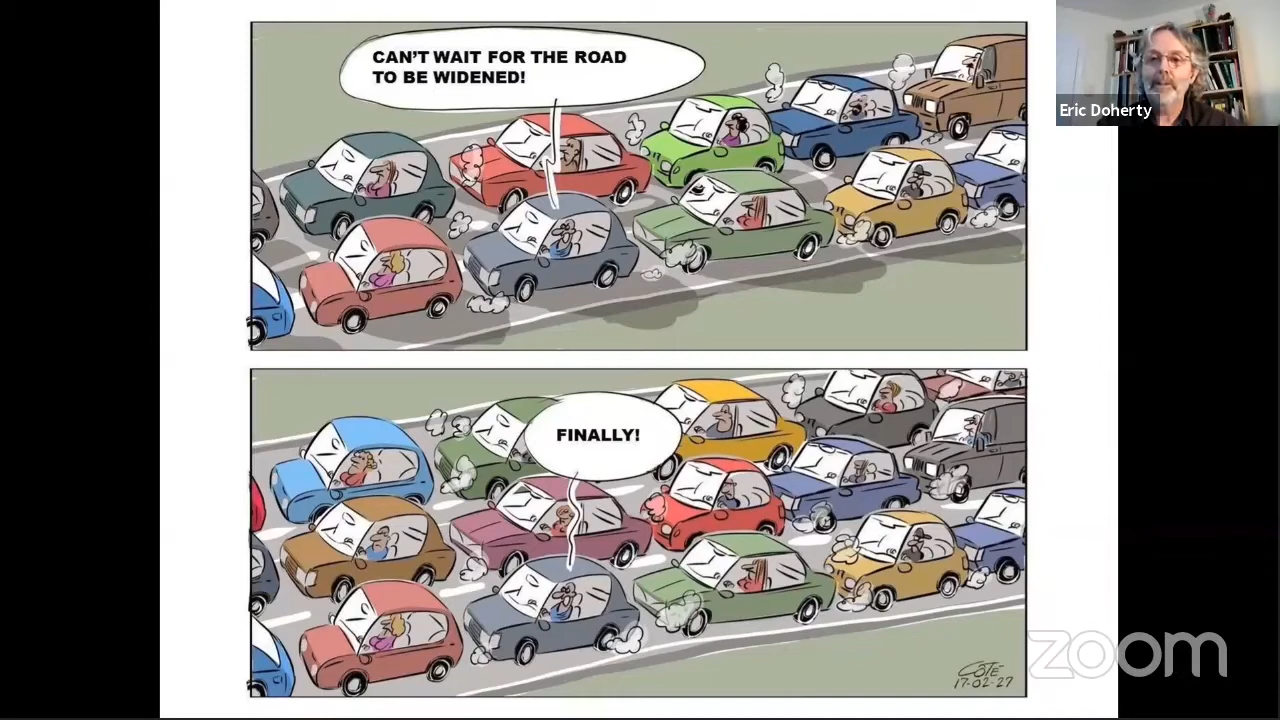 CAN'T WAIT FOR THE ROAD
TO BE WIDENED!
Eric Doherty
FINALLY!
CÔTÉ
17-02-27
zoom